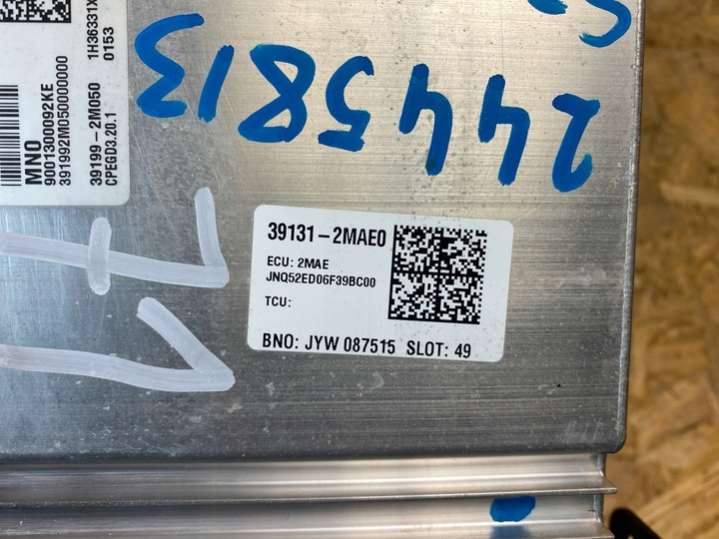 1H36331X
0153
MNO
9001300092KE
391992M050000000
39199-2M050
CPEGD3.20.1
2445813
39131-2MAE0
ECU: 2MAE
JNQ52ED06F39BC00
TCU:
BNO: JYW 087515 SLOT: 49